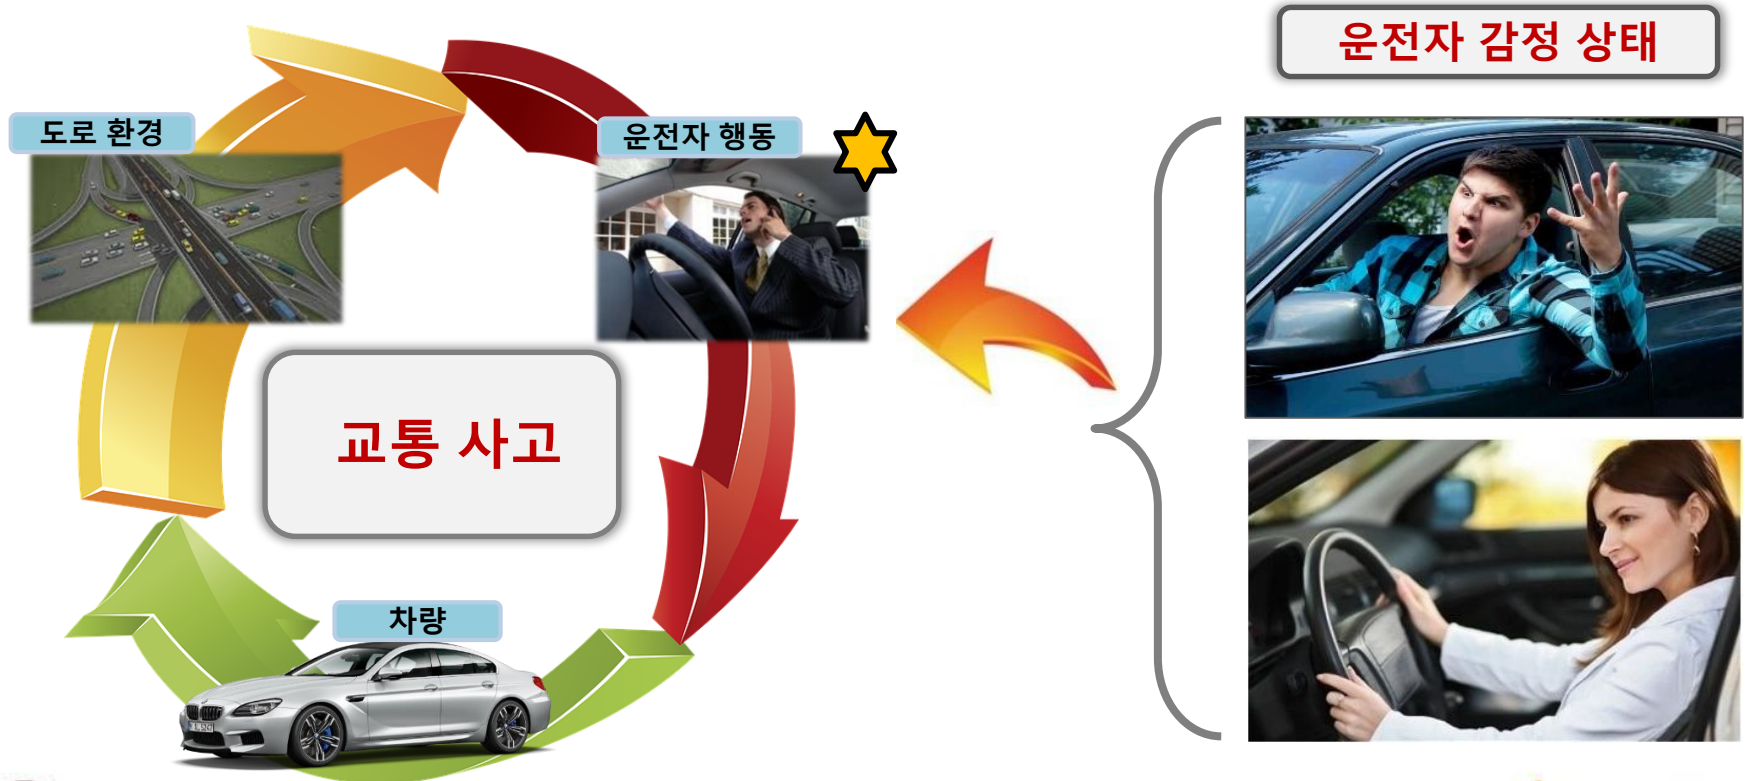 운전자 감정 상태
도로 환경
운전자 행동
교통 사고
차량